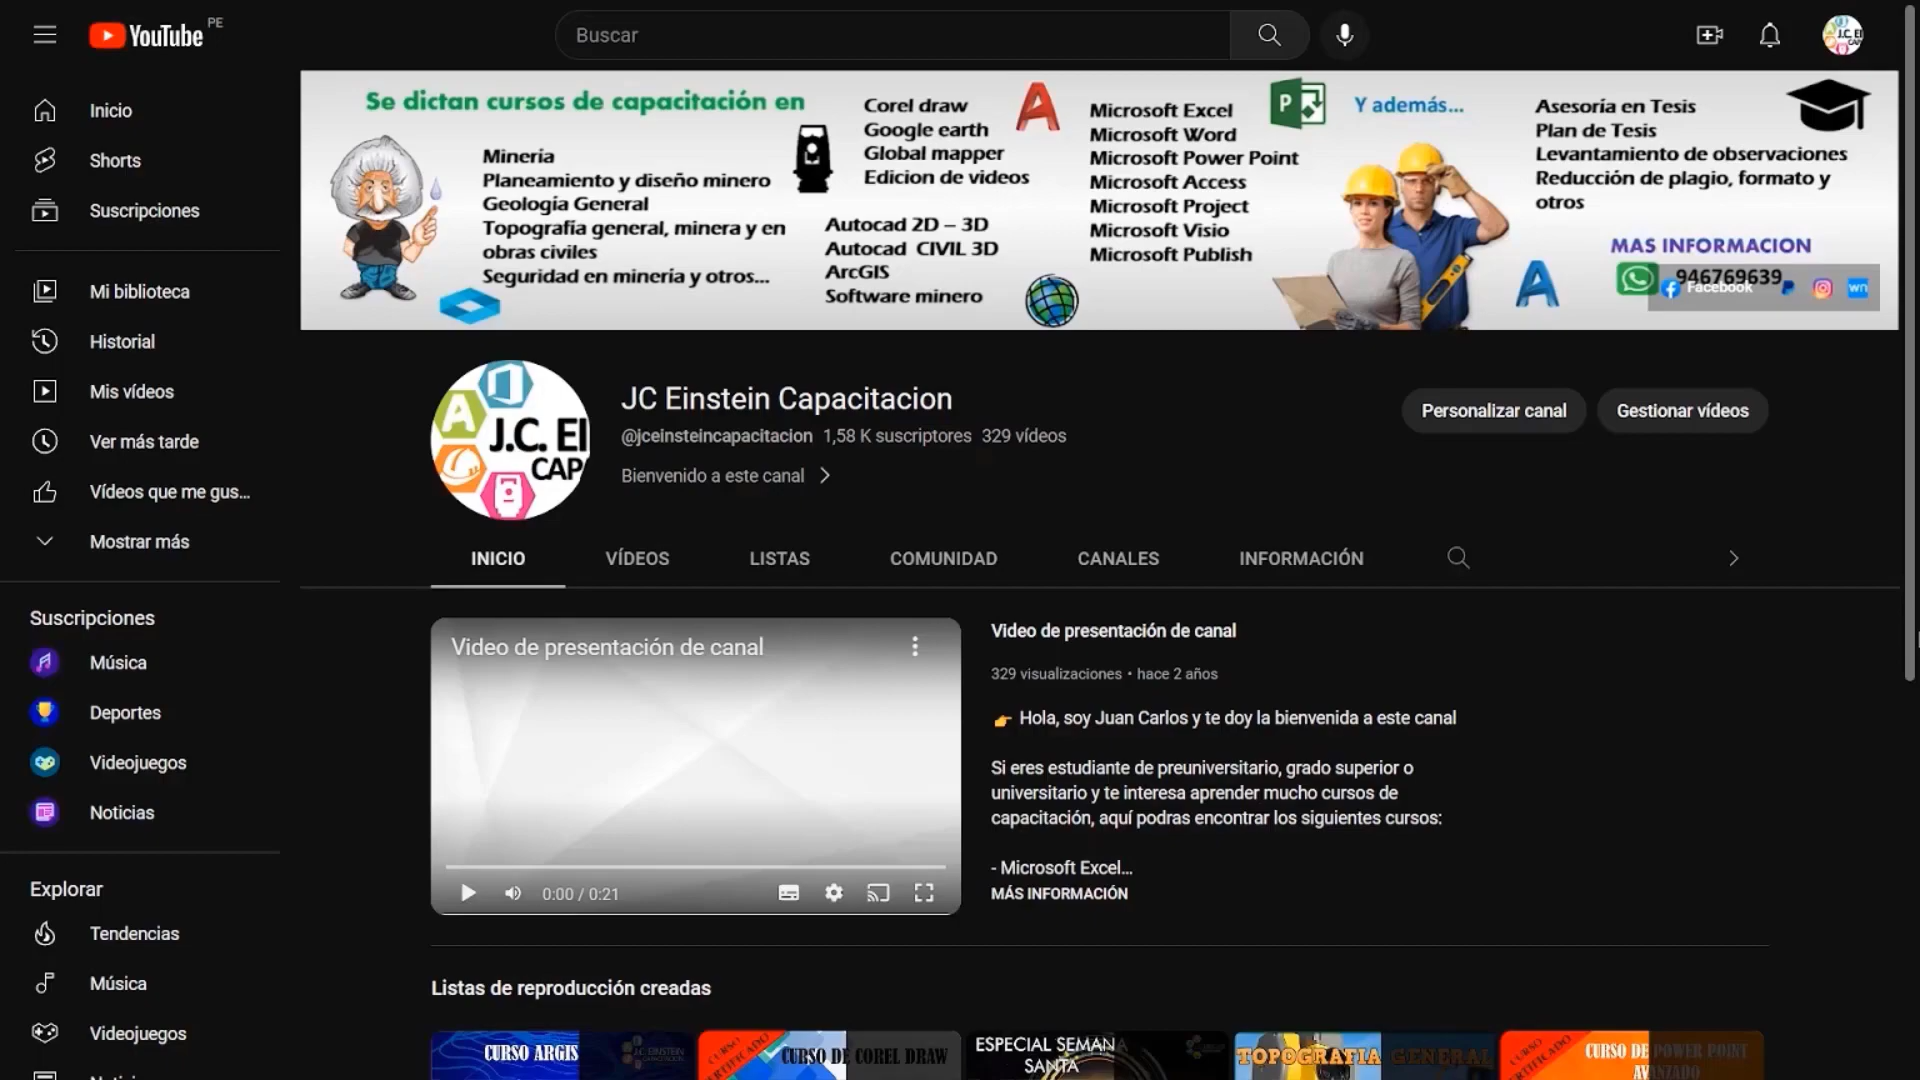 YouTube PE
Buscar
Inicio
Shorts
Suscripciones
Mi biblioteca
Historial
Mis vídeos
Ver más tarde
Vídeos que me gus...
Mostrar más
Suscripciones
Música
Deportes
Videojuegos
Noticias
Explorar
Tendencias
Música
Videojuegos
Se dictan cursos de capacitación en
Mineria
Planeamiento y diseño minero
Geología General
Topografía general, minera y en
obras civiles
Seguridad en mineria y otros...
Corel draw
Google earth
Global mapper
Edicion de videos
Autocad 2D – 3D
Autocad CIVIL 3D
ArcGIS
Software minero
Microsoft Excel
Microsoft Word
Microsoft Power Point
Microsoft Access
Microsoft Project
Microsoft Visio
Microsoft Publish
Y además...
Asesoría en Tesis
Plan de Tesis
Levantamiento de observaciones
Reducción de plagio, formato y
otros
MAS INFORMACION
946769639
Facebook
J.C. EI
CAP
JC Einstein Capacitacion
@jceinsteincapacitacion 1,58 K suscriptores 329 vídeos
Bienvenido a este canal
Personalizar canal
Gestionar vídeos
INICIO
VÍDEOS
LISTAS
COMUNIDAD
CANALES
INFORMACIÓN
Video de presentación de canal
0:00 / 0:21
Video de presentación de canal
329 visualizaciones • hace 2 años
Hola, soy Juan Carlos y te doy la bienvenida a este canal
Si eres estudiante de preuniversitario, grado superior o
universitario y te interesa aprender mucho cursos de
capacitación, aquí podras encontrar los siguientes cursos:
- Microsoft Excel...
MÁS INFORMACIÓN
Listas de reproducción creadas
CURSO ARGIS
CURSO DE COREL DRAW
ESPECIAL SEMANA
SANTA
TOPOGRAFIA GENERAL
CURSO DE POWER POINT
AVANZADO